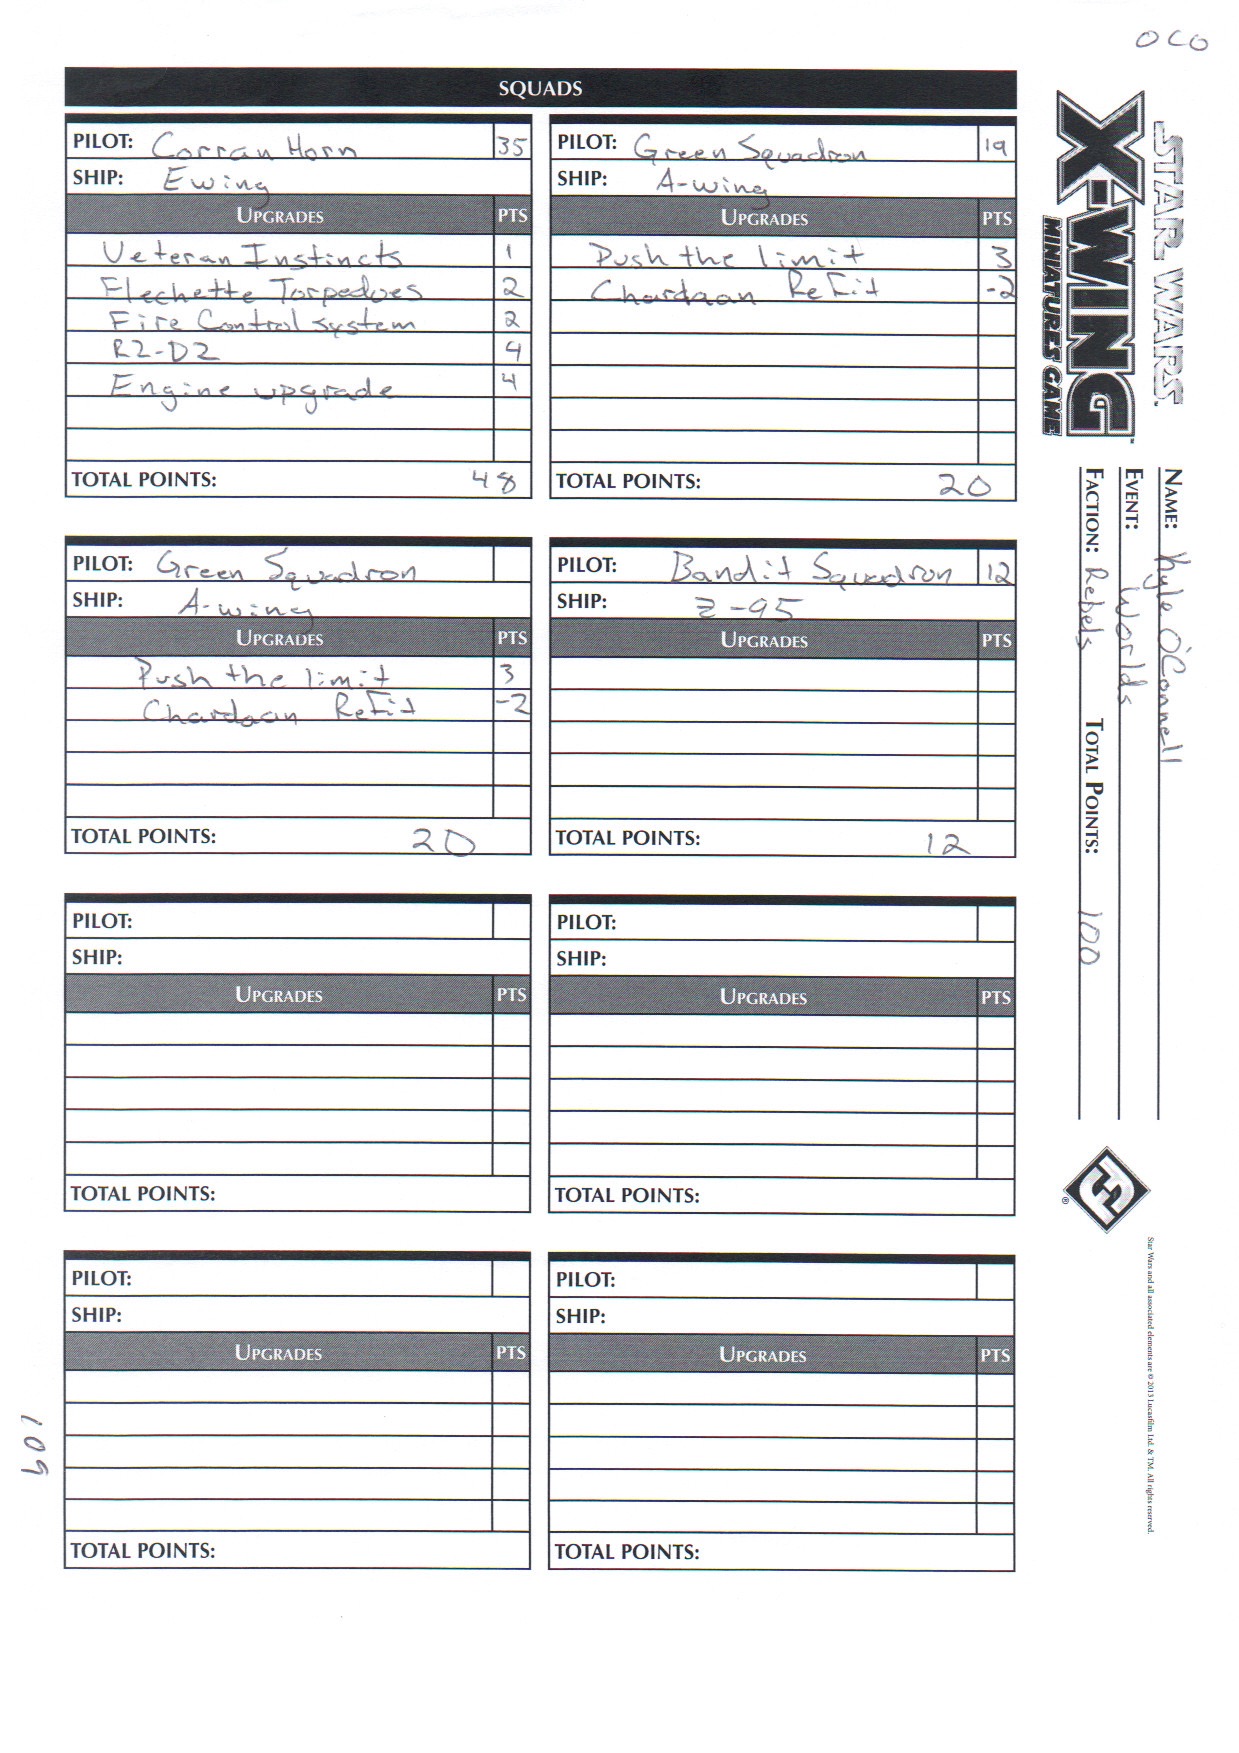 OCO
SQUADS
PILOT: Corran Horn 35
SHIP: Ewing
UPGRADES PTS
Veteran Instincts 1
Flechette Torpedoes 2
Fire Control system 2
R2-D2 4
Engine upgrade 4
TOTAL POINTS: 48
PILOT: Green Squadron 19
SHIP: A-wing
UPGRADES PTS
Push the limit 3
Chardaan Refit -2
TOTAL POINTS: 20
PILOT: Green Squadron
SHIP: A-wing
UPGRADES PTS
Push the limit 3
Chardaan Refit -2
TOTAL POINTS: 20
PILOT: Bandit Squadron 12
SHIP: Z-95
UPGRADES PTS
TOTAL POINTS: 12
PILOT:
SHIP:
UPGRADES PTS
TOTAL POINTS:
PILOT:
SHIP:
UPGRADES PTS
TOTAL POINTS:
PILOT:
SHIP:
UPGRADES PTS
TOTAL POINTS:
PILOT:
SHIP:
UPGRADES PTS
TOTAL POINTS:
STAR WARS
X-WING™
MINIATURES GAME
NAME: Kyle O'Connell
EVENT: Worlds
FACTION: Rebels TOTAL POINTS: 100
®
Star Wars and all associated elements are © 2013 Lucasfilm Ltd. & TM. All rights reserved.
109